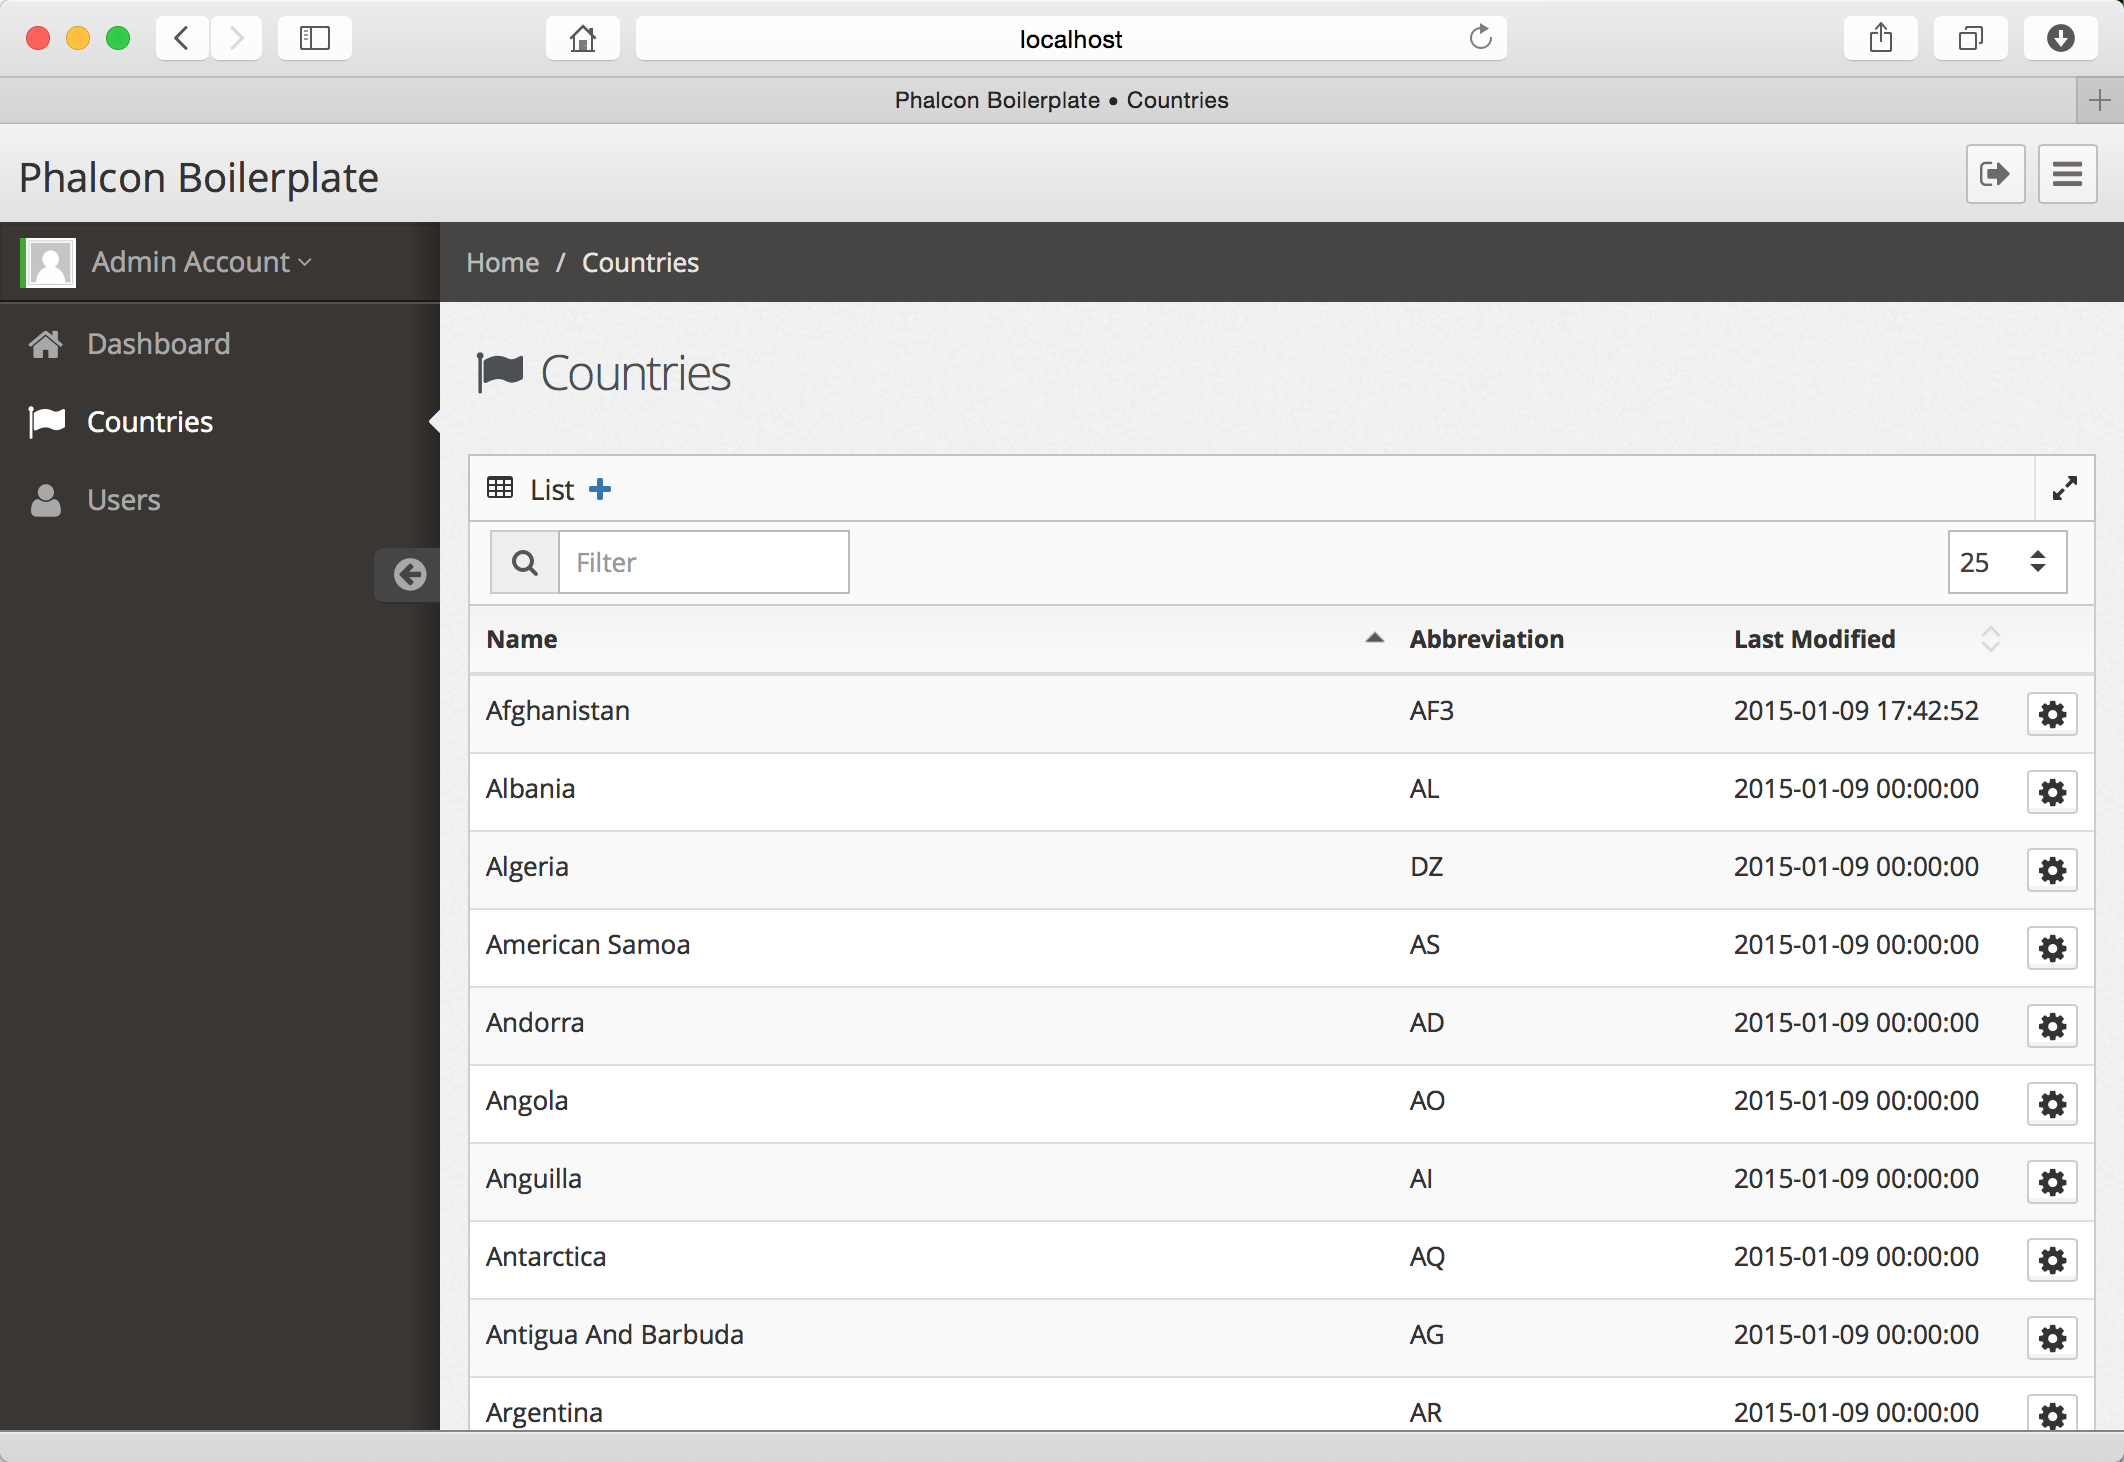 localhost
Phalcon Boilerplate • Countries
Phalcon Boilerplate
Admin Account
Home / Countries
Dashboard
Countries
Users
Countries
List
Filter
25
Name Abbreviation Last Modified
Afghanistan AF3 2015-01-09 17:42:52
Albania AL 2015-01-09 00:00:00
Algeria DZ 2015-01-09 00:00:00
American Samoa AS 2015-01-09 00:00:00
Andorra AD 2015-01-09 00:00:00
Angola AO 2015-01-09 00:00:00
Anguilla AI 2015-01-09 00:00:00
Antarctica AQ 2015-01-09 00:00:00
Antigua And Barbuda AG 2015-01-09 00:00:00
Argentina AR 2015-01-09 00:00:00